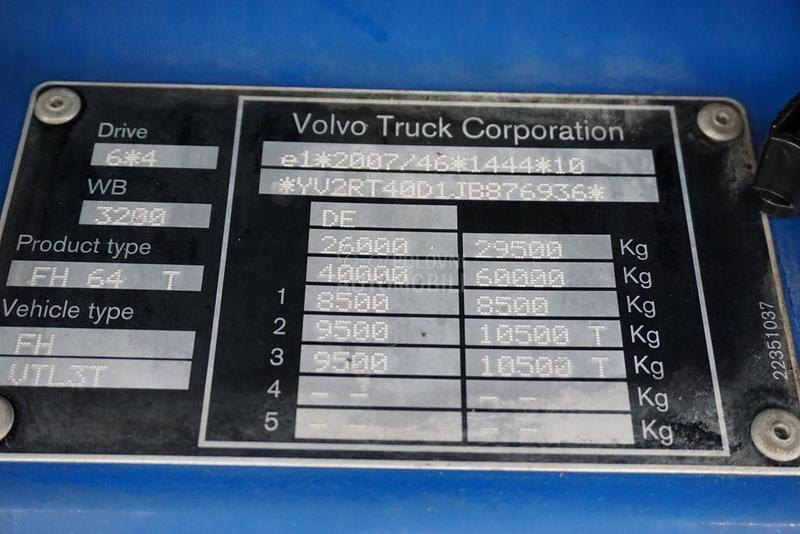 Drive
6*4
WB
3200
Product type
FH 64 T
Vehicle type
FH
VTL3T
Volvo Truck Corporation
e1*2007/46*1444*10
*YV2RT40D1JB876936*
DE
26000 29500 Kg
40000 60000 Kg
1 8500 8500 Kg
2 9500 10500 T Kg
3 9500 10500 T Kg
4 - - - - Kg
5 - - - - Kg
22351037